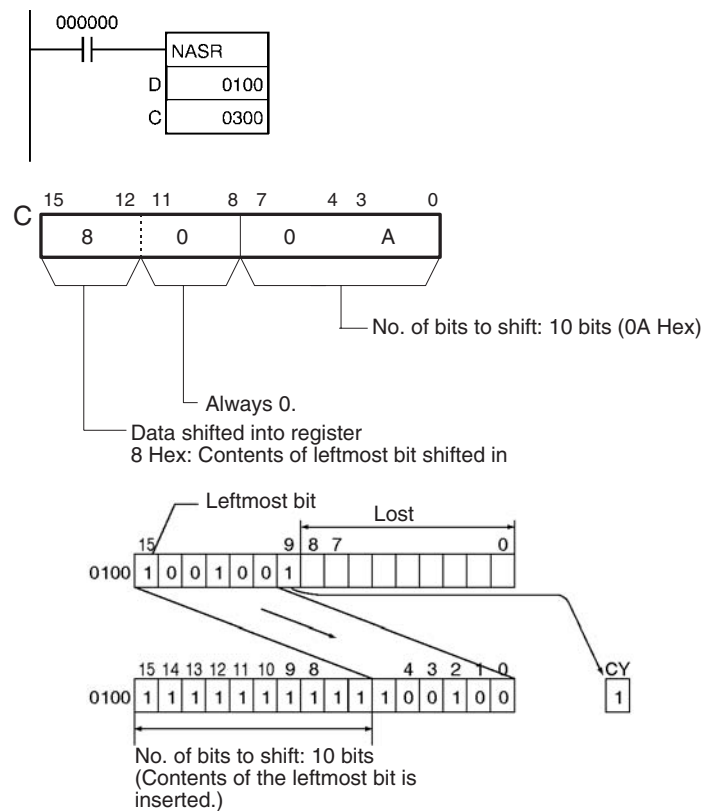 000000
NASR
D 0100
C 0300
15 12 11 8 7 4 3 0
C 8 0 0 A
No. of bits to shift: 10 bits (0A Hex)
Always 0.
Data shifted into register
8 Hex: Contents of leftmost bit shifted in
Leftmost bit
Lost
15 9 8 7 0
0100 1 0 0 1 0 0 1
15 14 13 12 11 10 9 8 4 3 2 1 0 CY
0100 1 1 1 1 1 1 1 1 1 1 1 0 0 1 0 0 1
No. of bits to shift: 10 bits
(Contents of the leftmost bit is
inserted.)